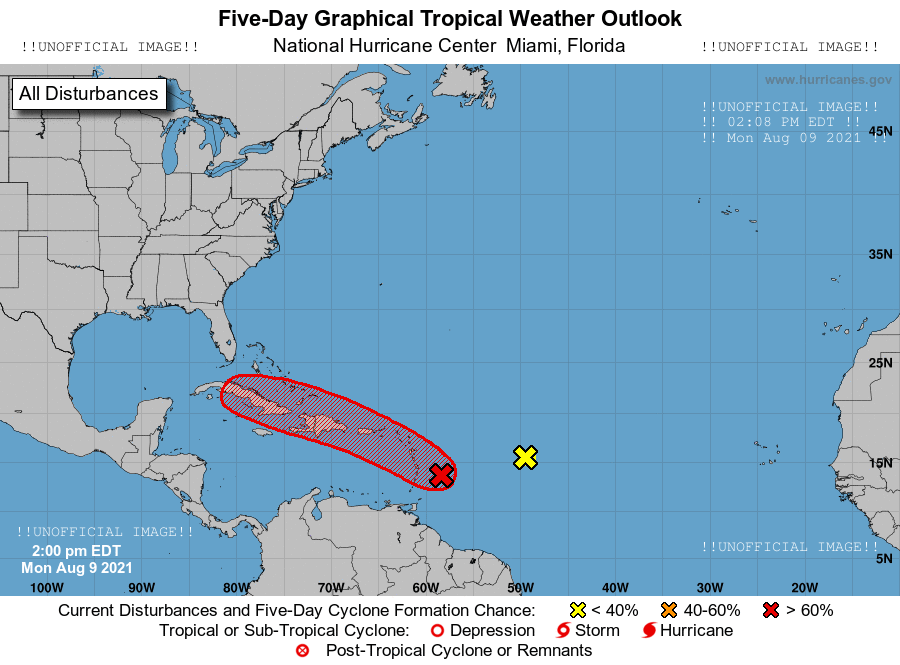 Five-Day Graphical Tropical Weather Outlook
!!UNOFFICIAL IMAGE!! National Hurricane Center Miami, Florida !!UNOFFICIAL IMAGE!!
www.hurricanes.gov
All Disturbances
!!UNOFFICIAL IMAGE!!
!! 02:08 PM EDT !!
!! Mon Aug 09 2021 !!
45N
35N
25N
15N
!!UNOFFICIAL IMAGE!!
!!UNOFFICIAL IMAGE!!
2:00 pm EDT
5N
Mon Aug 9 2021
100W 90W 80W 70W 60W 50W 40W 30W 20W
Current Disturbances and Five-Day Cyclone Formation Chance: < 40% 40-60% > 60%
Tropical or Sub-Tropical Cyclone: Depression Storm Hurricane
Post-Tropical Cyclone or Remnants